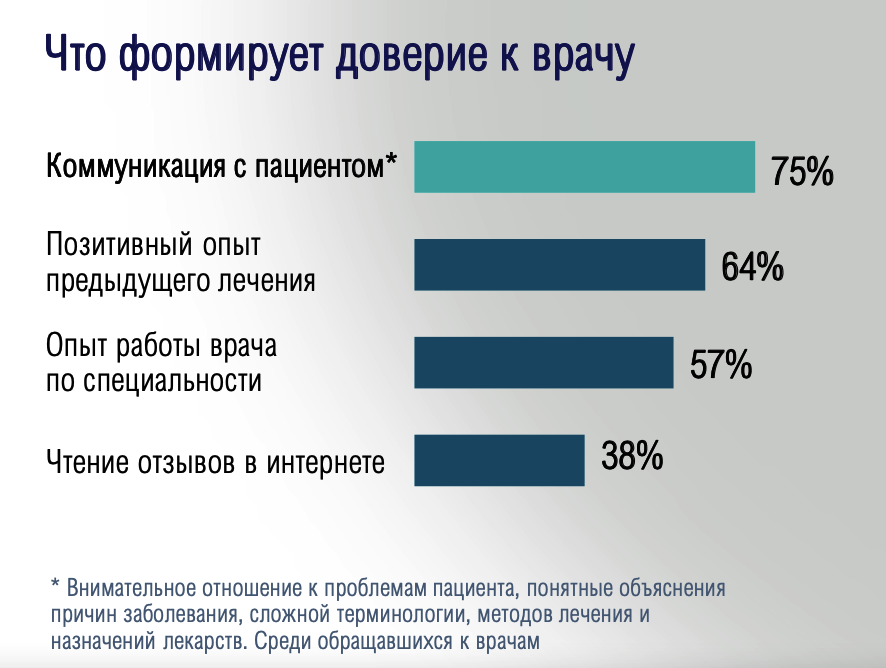 Что формирует доверие к врачу
Коммуникация с пациентом*
75%
Позитивный опыт
предыдущего лечения
64%
Опыт работы врача
по специальности
57%
Чтение отзывов в интернете
38%
* Внимательное отношение к проблемам пациента, понятные объяснения
причин заболевания, сложной терминологии, методов лечения и
назначений лекарств. Среди обращавшихся к врачам